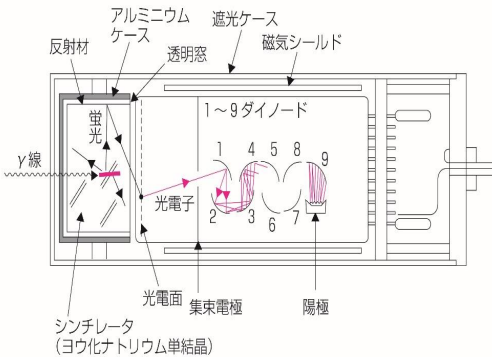 アルミニウム
ケース
遮光ケース
反射材
透明窓
磁気シールド
1～9ダイノード
蛍光
γ線
光電子
1
4
5
8
9
2
3
6
7
光電面
集束電極
陽極
シンチレータ
（ヨウ化ナトリウム単結晶）